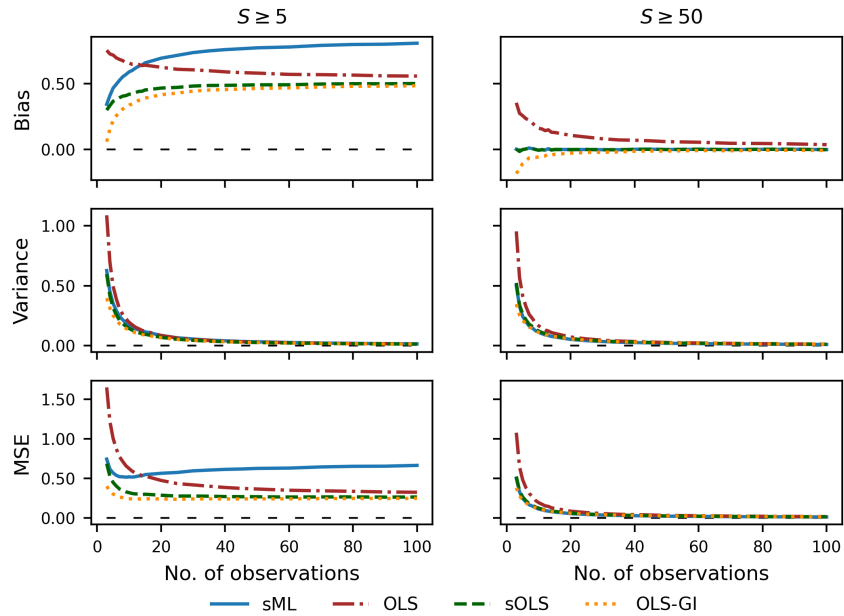 S ≥ 5
S ≥ 50
Bias
0.50
0.00
Variance
1.00
0.50
0.00
MSE
1.50
1.00
0.50
0.00
0 20 40 60 80 100
0 20 40 60 80 100
No. of observations
No. of observations
sML OLS sOLS OLS-GI